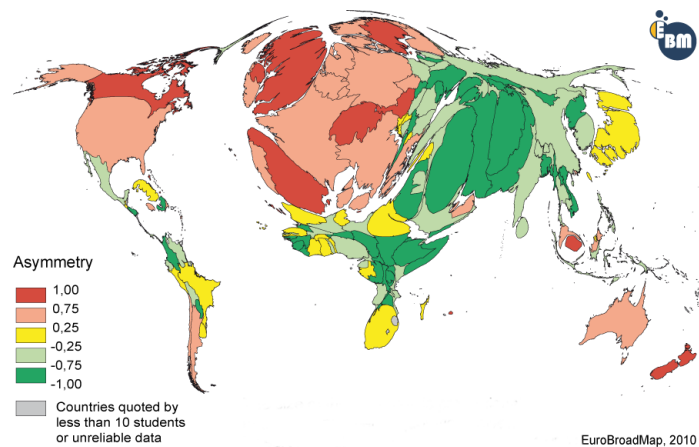 E
BM
Asymmetry
1,00
0,75
0,25
-0,25
-0,75
-1,00
Countries quoted by
less than 10 students
or unreliable data
EuroBroadMap, 2010